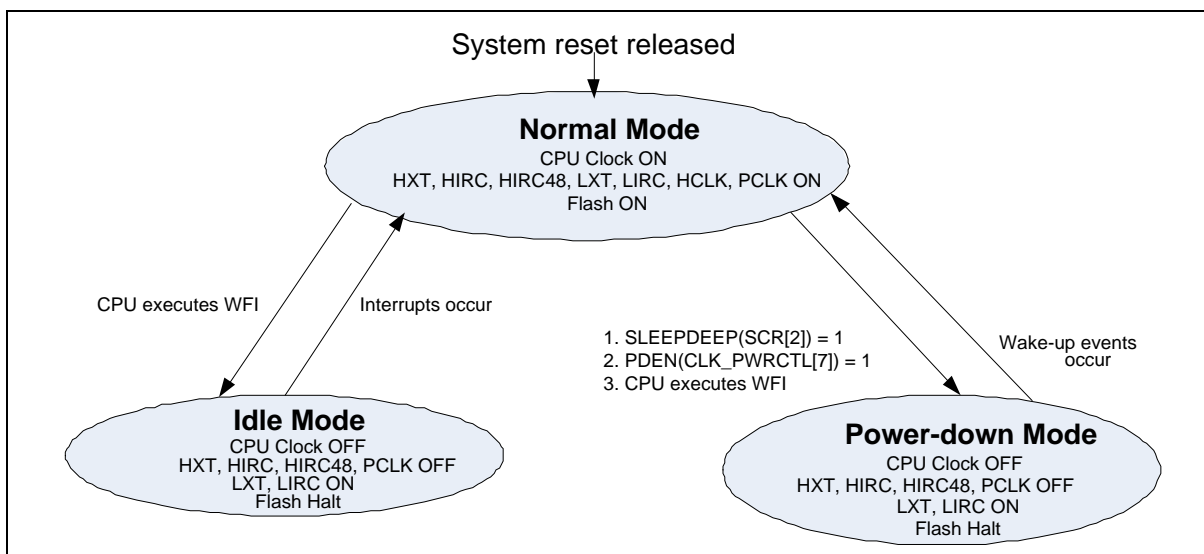 System reset released
Normal Mode
CPU Clock ON
HXT, HIRC, HIRC48, LXT, LIRC, HCLK, PCLK ON
Flash ON
CPU executes WFI
Interrupts occur
1. SLEEPDEEP(SCR[2]) = 1
2. PDEN(CLK_PWRCTL[7]) = 1
3. CPU executes WFI
Wake-up events
occur
Idle Mode
CPU Clock OFF
HXT, HIRC, HIRC48, PCLK OFF
LXT, LIRC ON
Flash Halt
Power-down Mode
CPU Clock OFF
HXT, HIRC, HIRC48, PCLK OFF
LXT, LIRC ON
Flash Halt